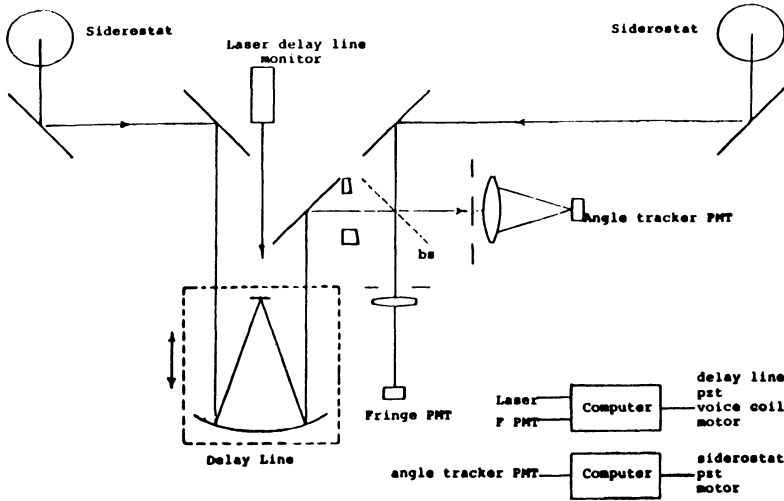 Siderostat
Siderostat
Laser delay line
monitor
Angle tracker PMT
bs
Fringe PMT
Delay Line
Laser
F PMT
Computer
delay line
pzt
voice coil
motor
angle tracker PMT
Computer
siderostat
pzt
motor